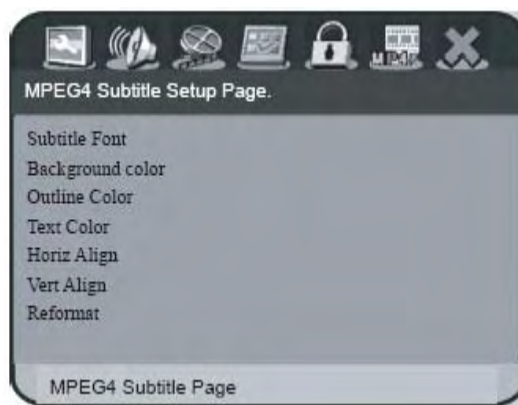 MPEG4
MPEG4 Subtitle Setup Page.
Subtitle Font
Background color
Outline Color
Text Color
Horiz Align
Vert Align
Reformat
MPEG4 Subtitle Page